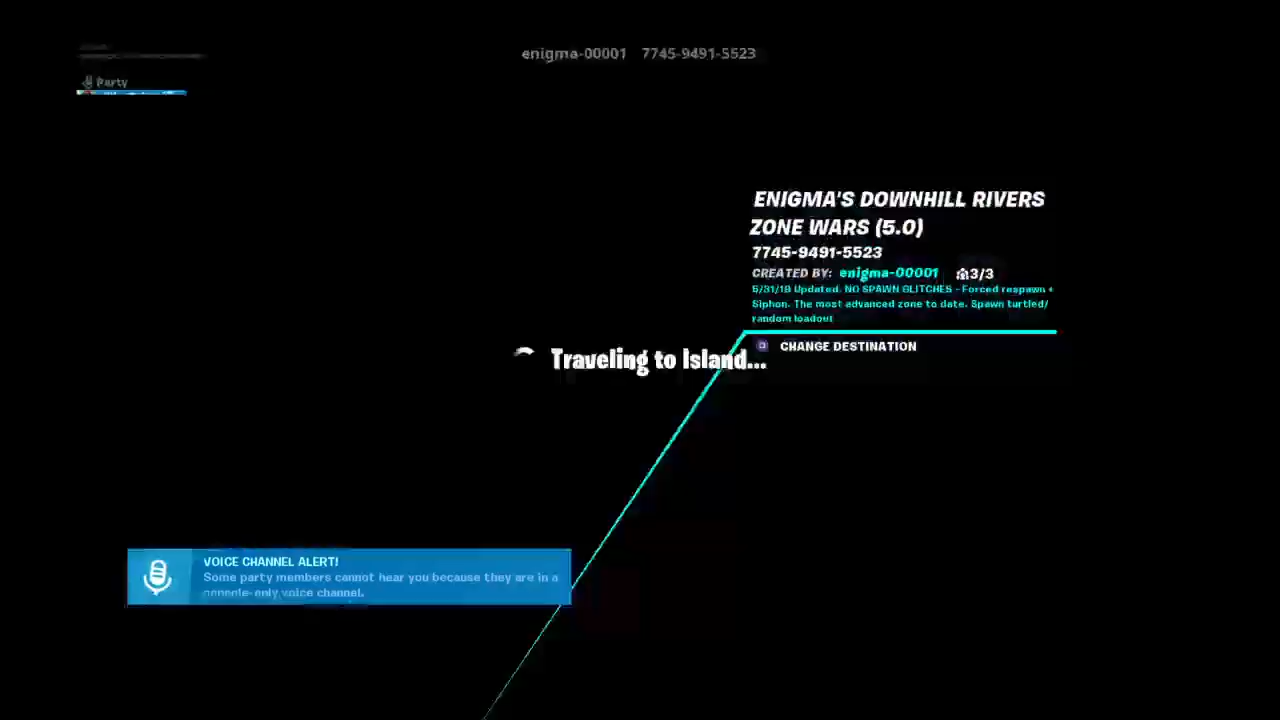 enigma-00001 7745-9491-5523
Party
ENIGMA'S DOWNHILL RIVERS
ZONE WARS (5.0)
7745-9491-5523
CREATED BY: enigma-00001 3/3
5/31/19 Updated. NO SPAWN GLITCHES - Forced respawn +
Siphon. The most advanced zone to date. Spawn turtled/
random loadout
CHANGE DESTINATION
Traveling to Island...
VOICE CHANNEL ALERT!
Some party members cannot hear you because they are in a
console-only voice channel.